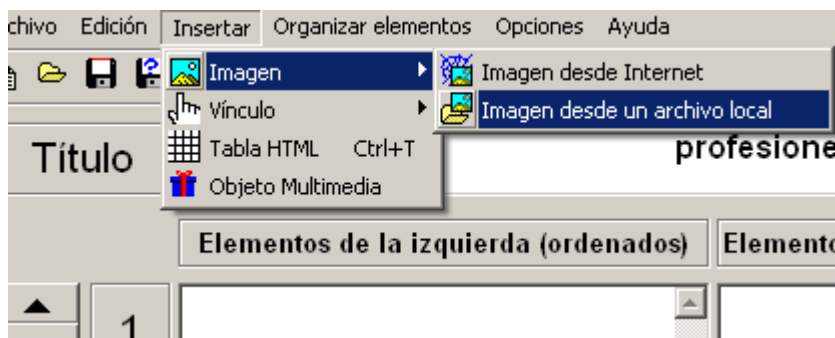 chivo Edición Insertar Organizar elementos Opciones Ayuda
Imagen
Imagen desde Internet
Vínculo
Imagen desde un archivo local
Tabla HTML Ctrl+T
Título
profesione
Objeto Multimedia
Elementos de la izquierda (ordenados)
Elemento
1